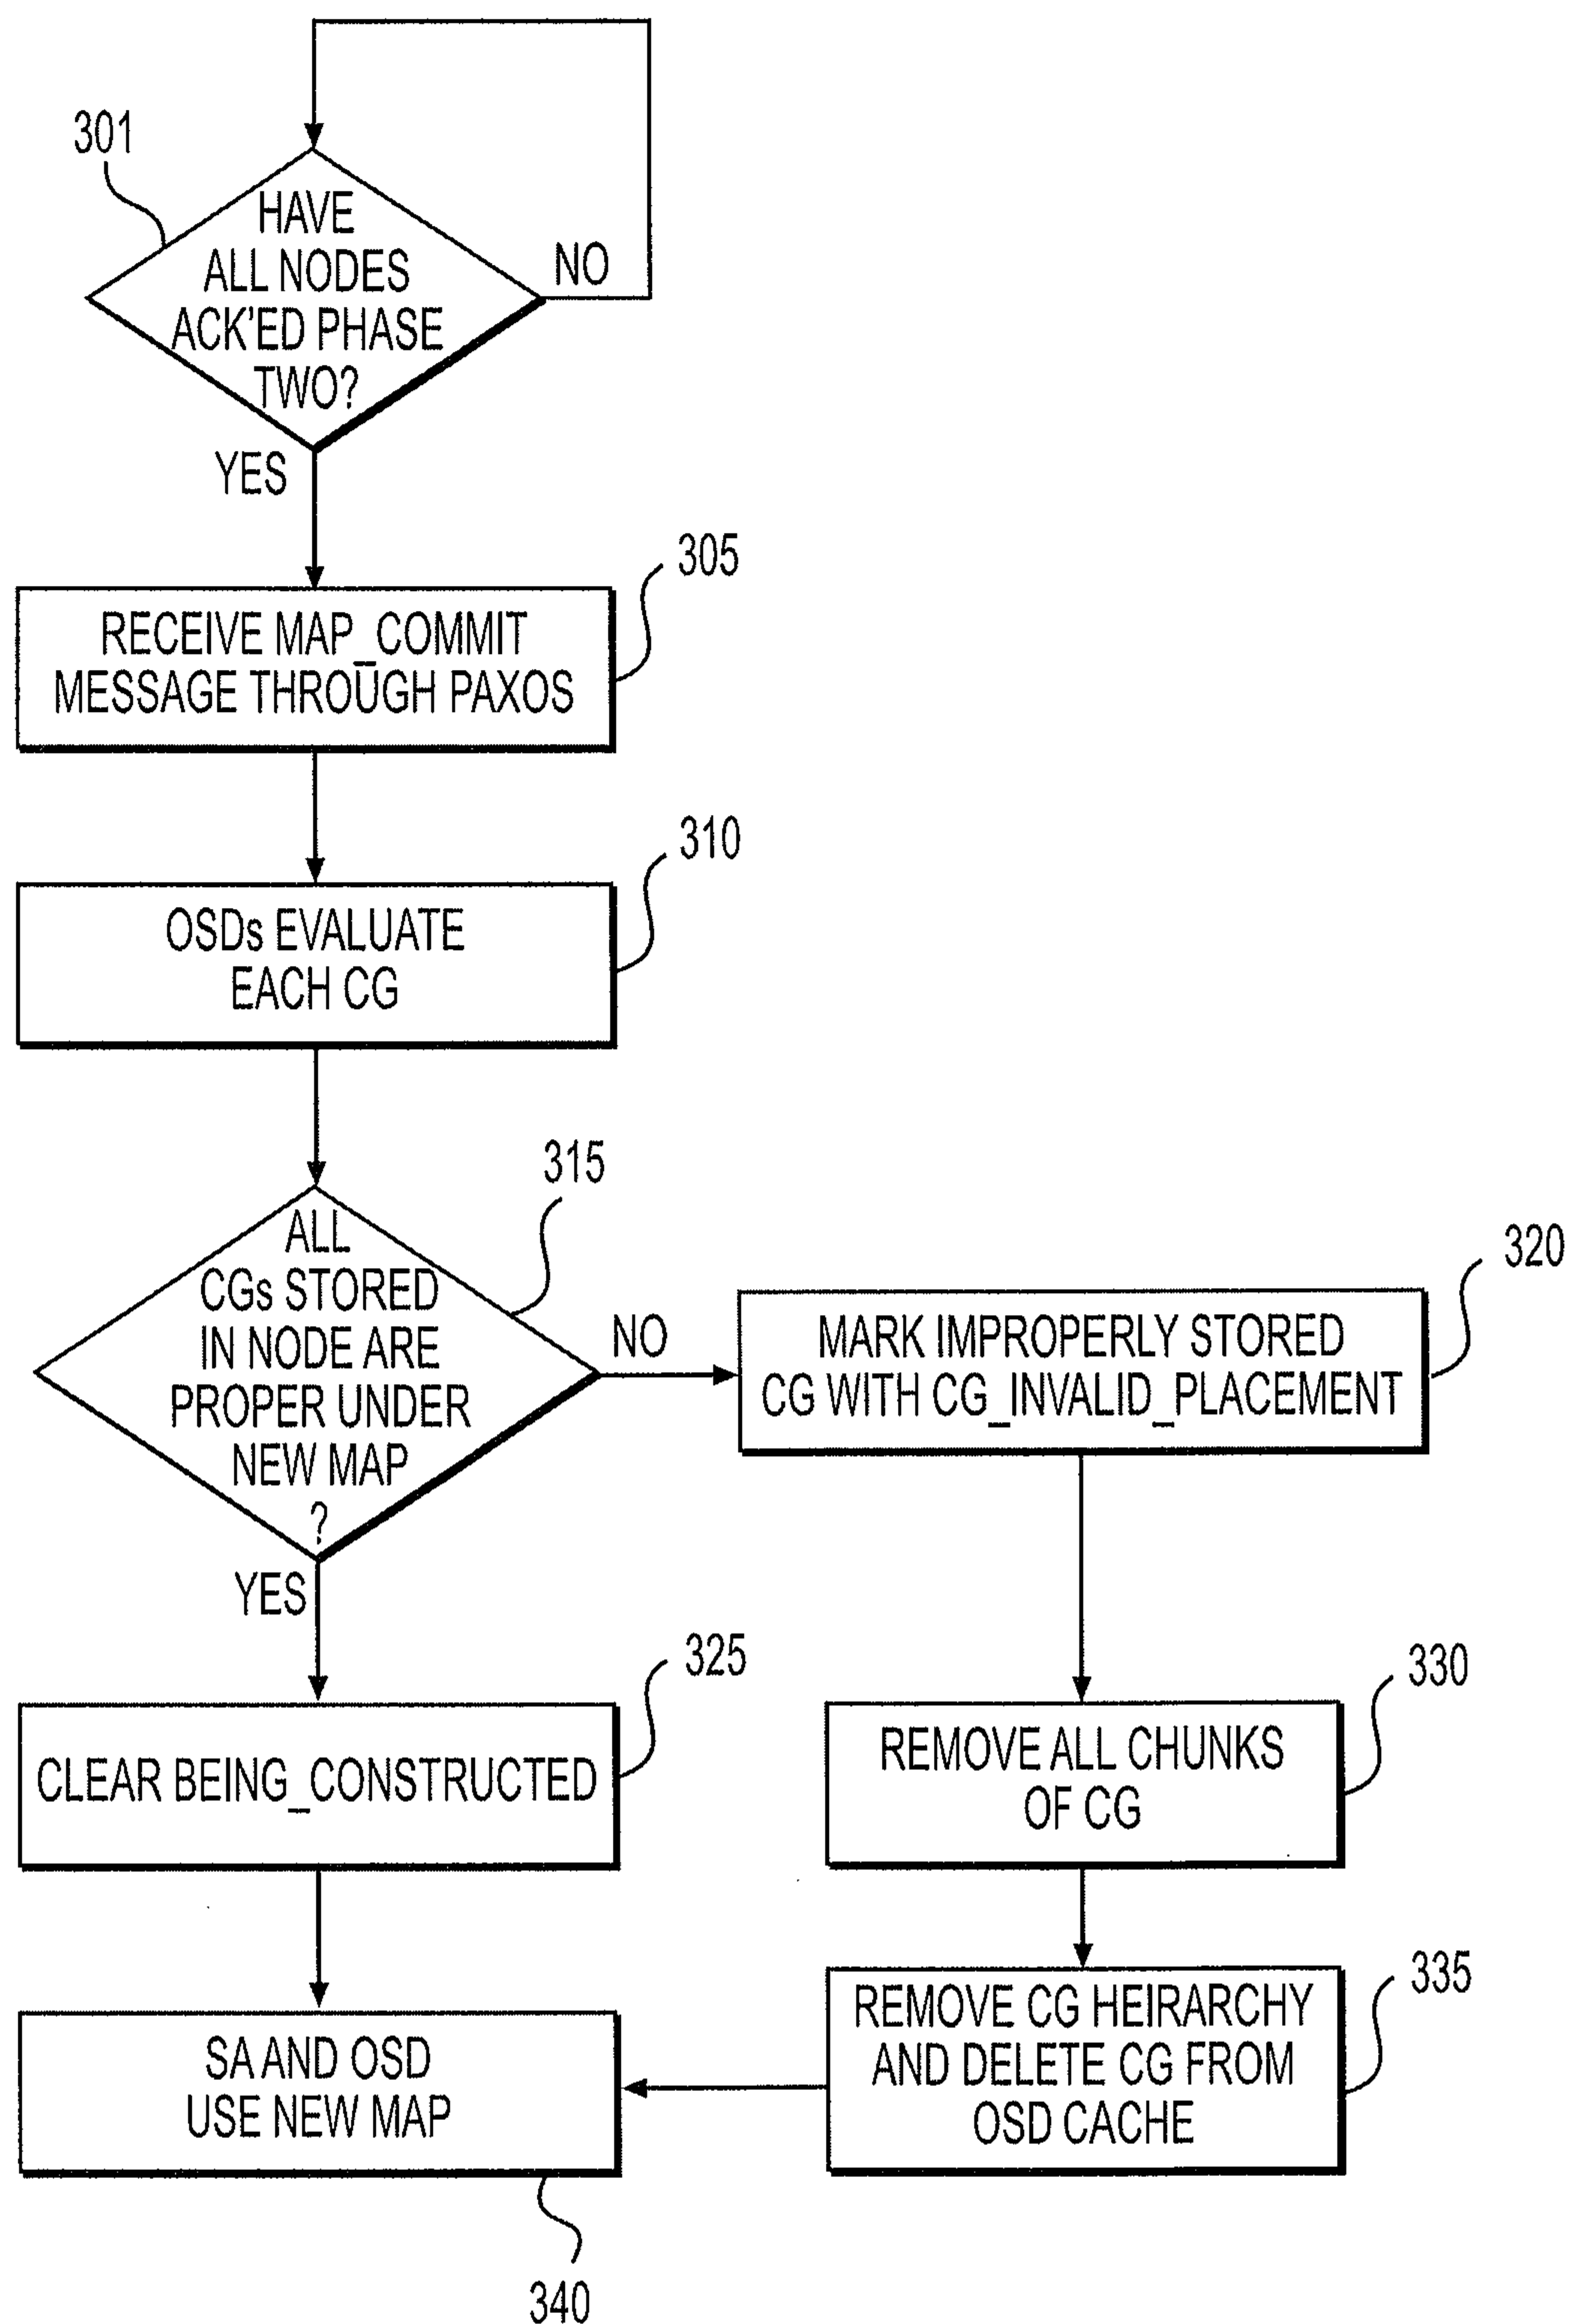 301
HAVE
ALL NODES
ACK'ED PHASE
TWO?
NO
YES
305
RECEIVE MAP_COMMIT
MESSAGE THROUGH PAXOS
310
OSDs EVALUATE
EACH CG
315
ALL
CGs STORED
IN NODE ARE
PROPER UNDER
NEW MAP
?
NO
YES
320
MARK IMPROPERLY STORED
CG WITH CG_INVALID_PLACEMENT
325
CLEAR BEING_CONSTRUCTED
330
REMOVE ALL CHUNKS
OF CG
335
REMOVE CG HEIRARCHY
AND DELETE CG FROM
OSD CACHE
SA AND OSD
USE NEW MAP
340